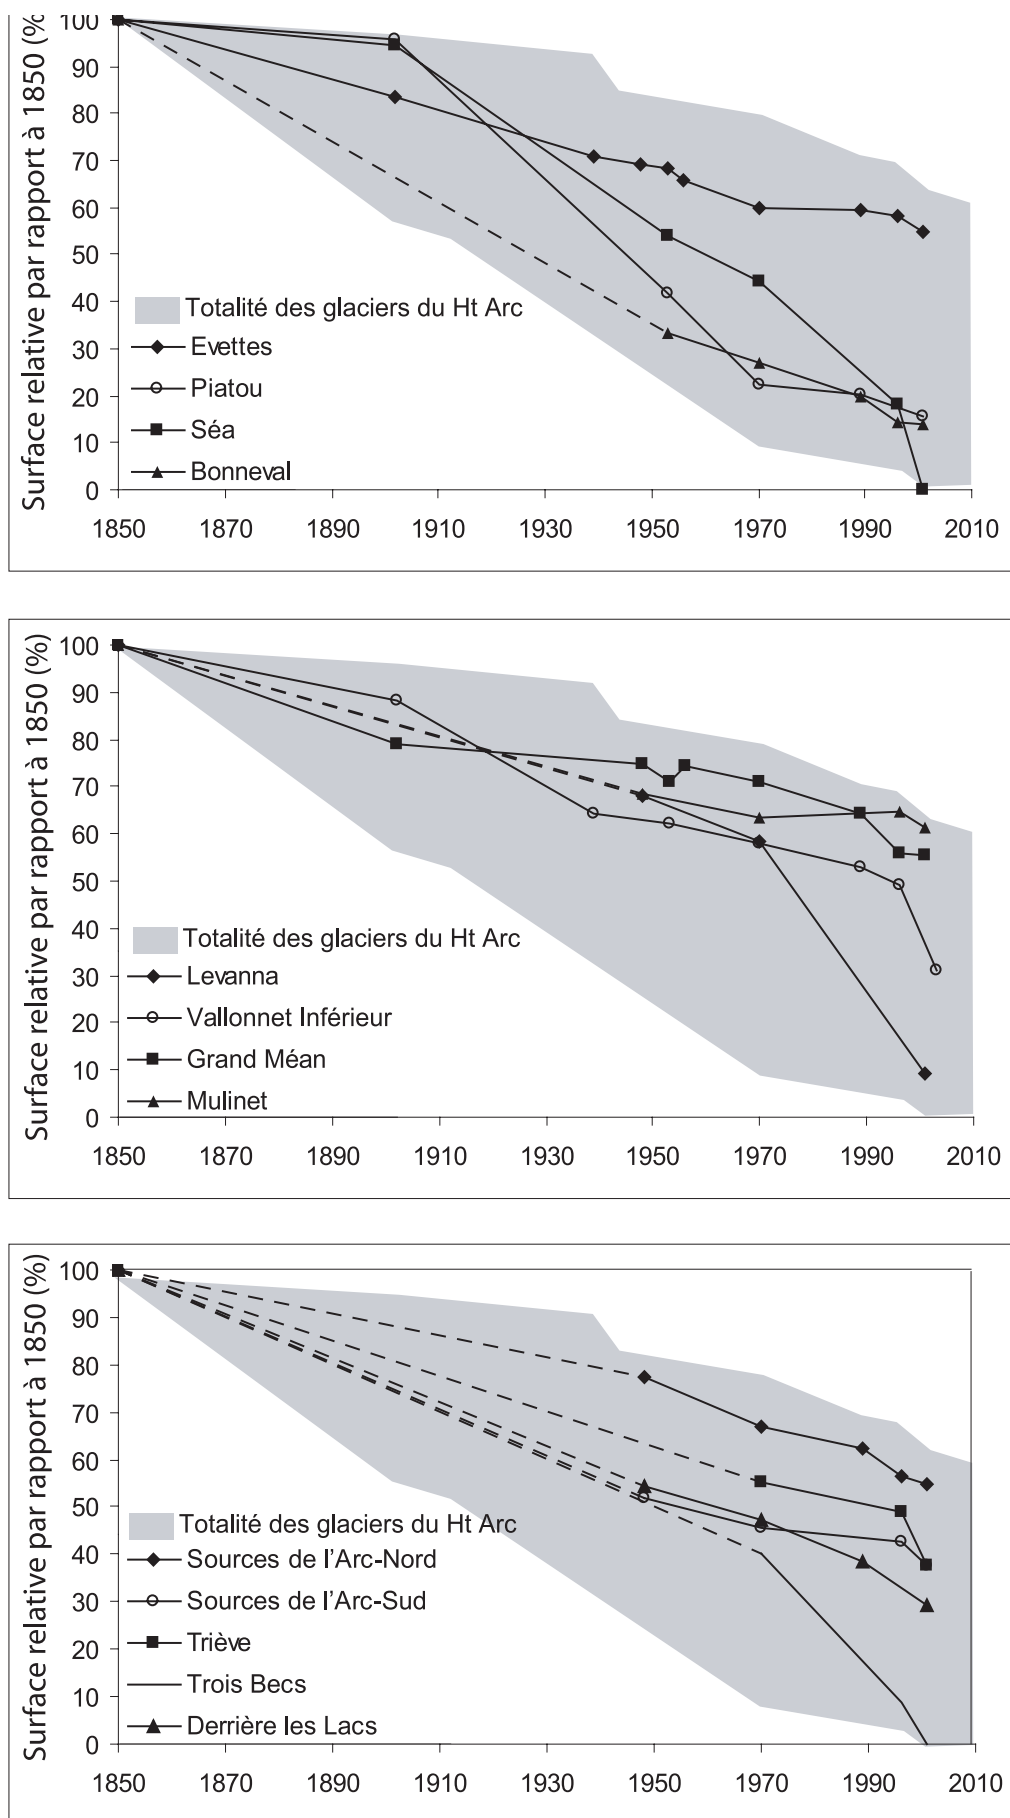 Surface relative par rapport à 1850 (%
100
90
80
70
60
50
40
30
20
10
0
Totalité des glaciers du Ht Arc
Evettes
Piatou
Séa
Bonneval
1850 1870 1890 1910 1930 1950 1970 1990 2010
Surface relative par rapport à 1850 (%)
100
90
80
70
60
50
40
30
20
10
0
Totalité des glaciers du Ht Arc
Levanna
Vallonnet Inférieur
Grand Méan
Mulinet
1850 1870 1890 1910 1930 1950 1970 1990 2010
Surface relative par rapport à 1850 (%)
100
90
80
70
60
50
40
30
20
10
0
Totalité des glaciers du Ht Arc
Sources de l'Arc-Nord
Sources de l'Arc-Sud
Triève
Trois Becs
Derrière les Lacs
1850 1870 1890 1910 1930 1950 1970 1990 2010